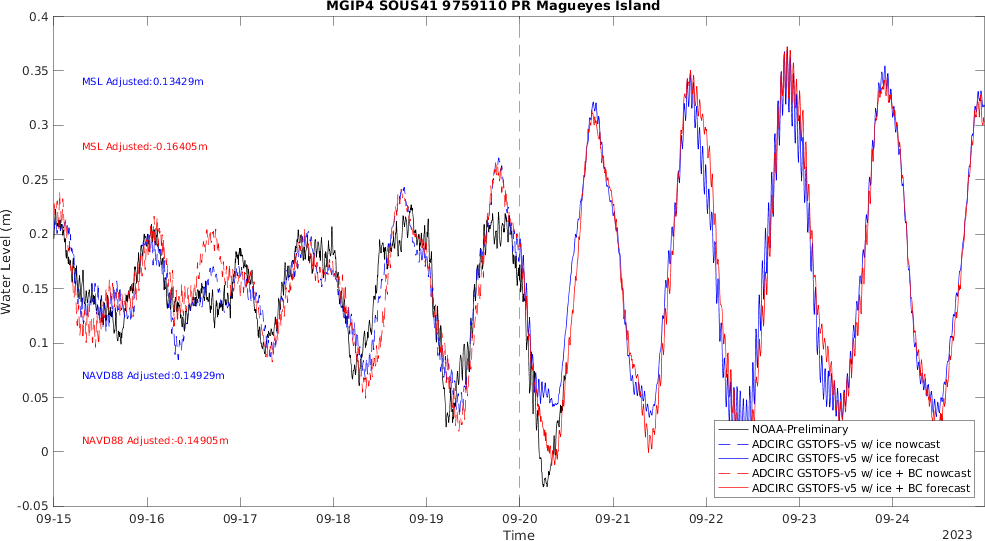 MGIP4 SOUS41 9759110 PR Magueyes Island
0.4
0.35
0.3
0.25
0.2
0.15
0.1
0.05
0
-0.05
Water Level (m)
MSL Adjusted:0.13429m
MSL Adjusted:-0.16405m
NAVD88 Adjusted:0.14929m
NAVD88 Adjusted:-0.14905m
NOAA-Preliminary
ADCIRC GSTOFS-v5 w/ ice nowcast
ADCIRC GSTOFS-v5 w/ ice forecast
ADCIRC GSTOFS-v5 w/ ice + BC nowcast
ADCIRC GSTOFS-v5 w/ ice + BC forecast
09-15 09-16 09-17 09-18 09-19 09-20 09-21 09-22 09-23 09-24
Time
2023